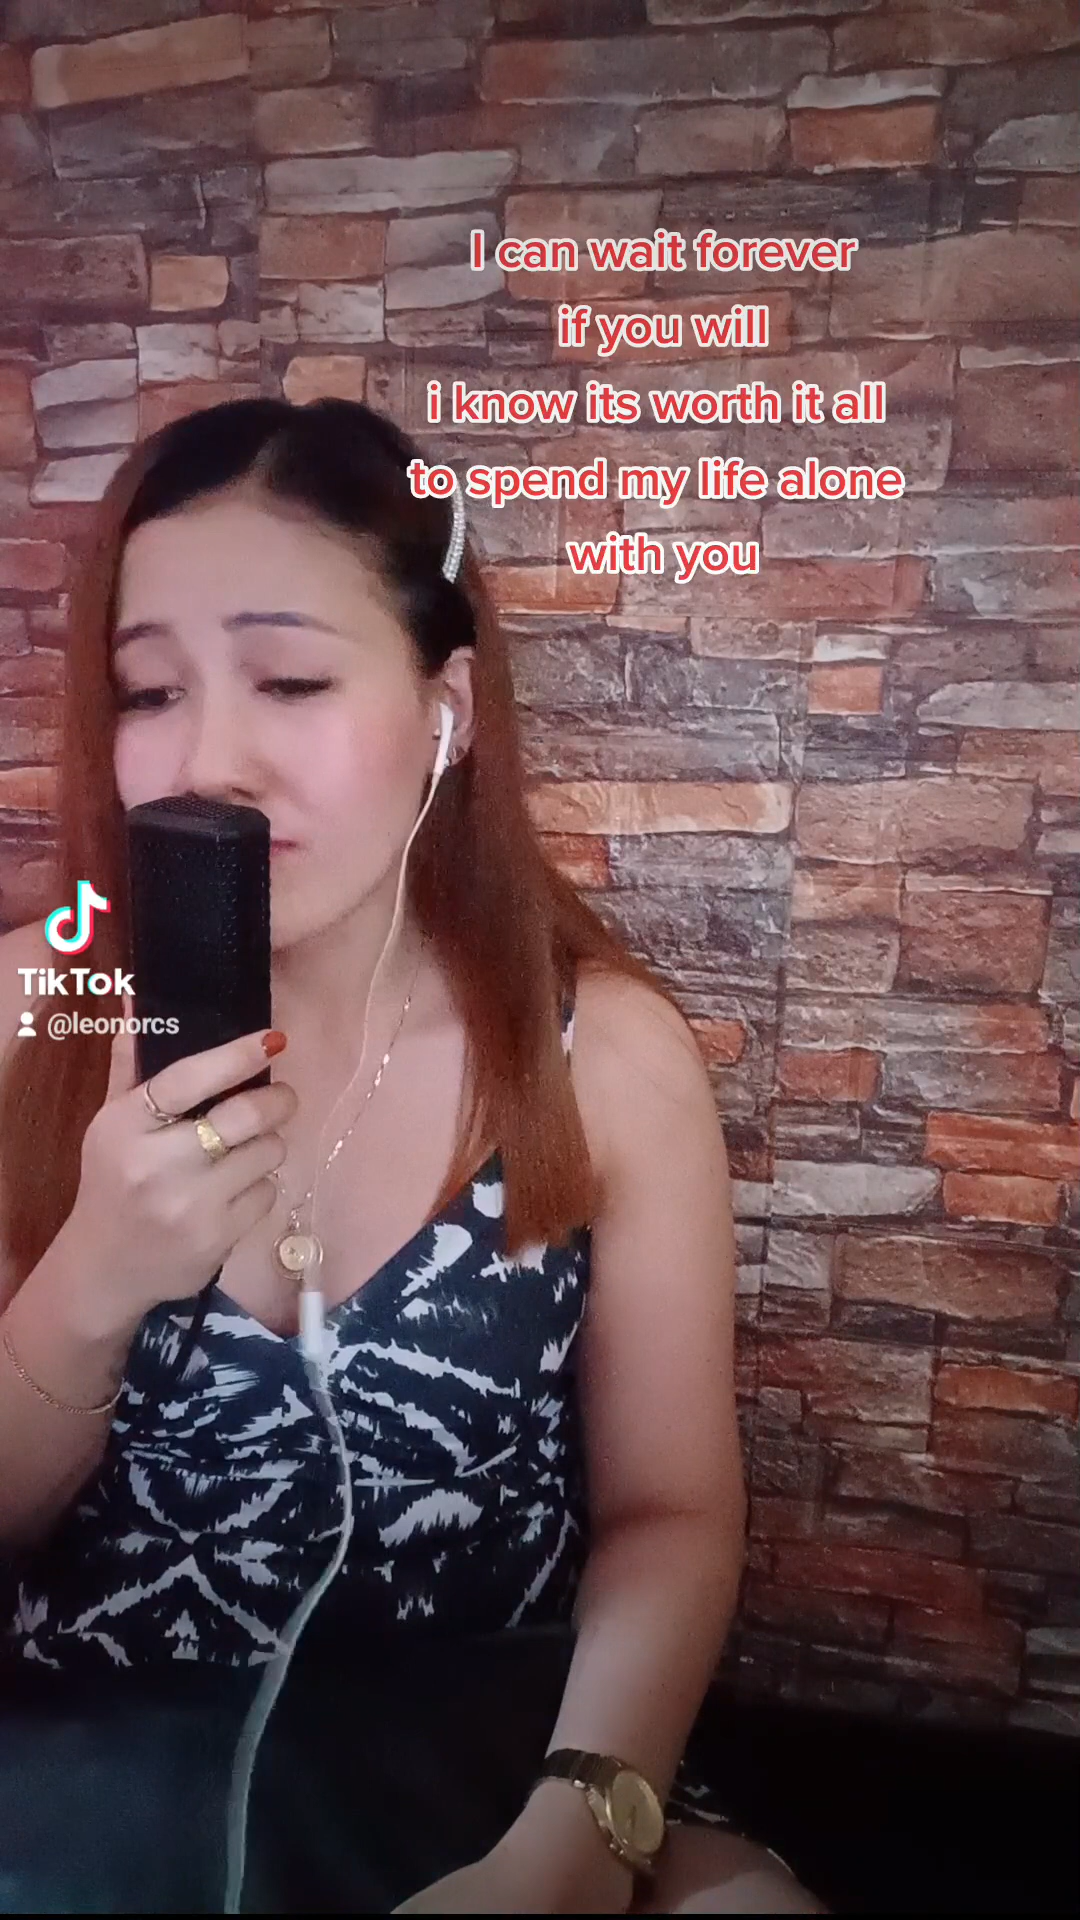 I can wait forever
if you will
i know its worth it all
to spend my life alone
with you
TikTok
@leonorcs